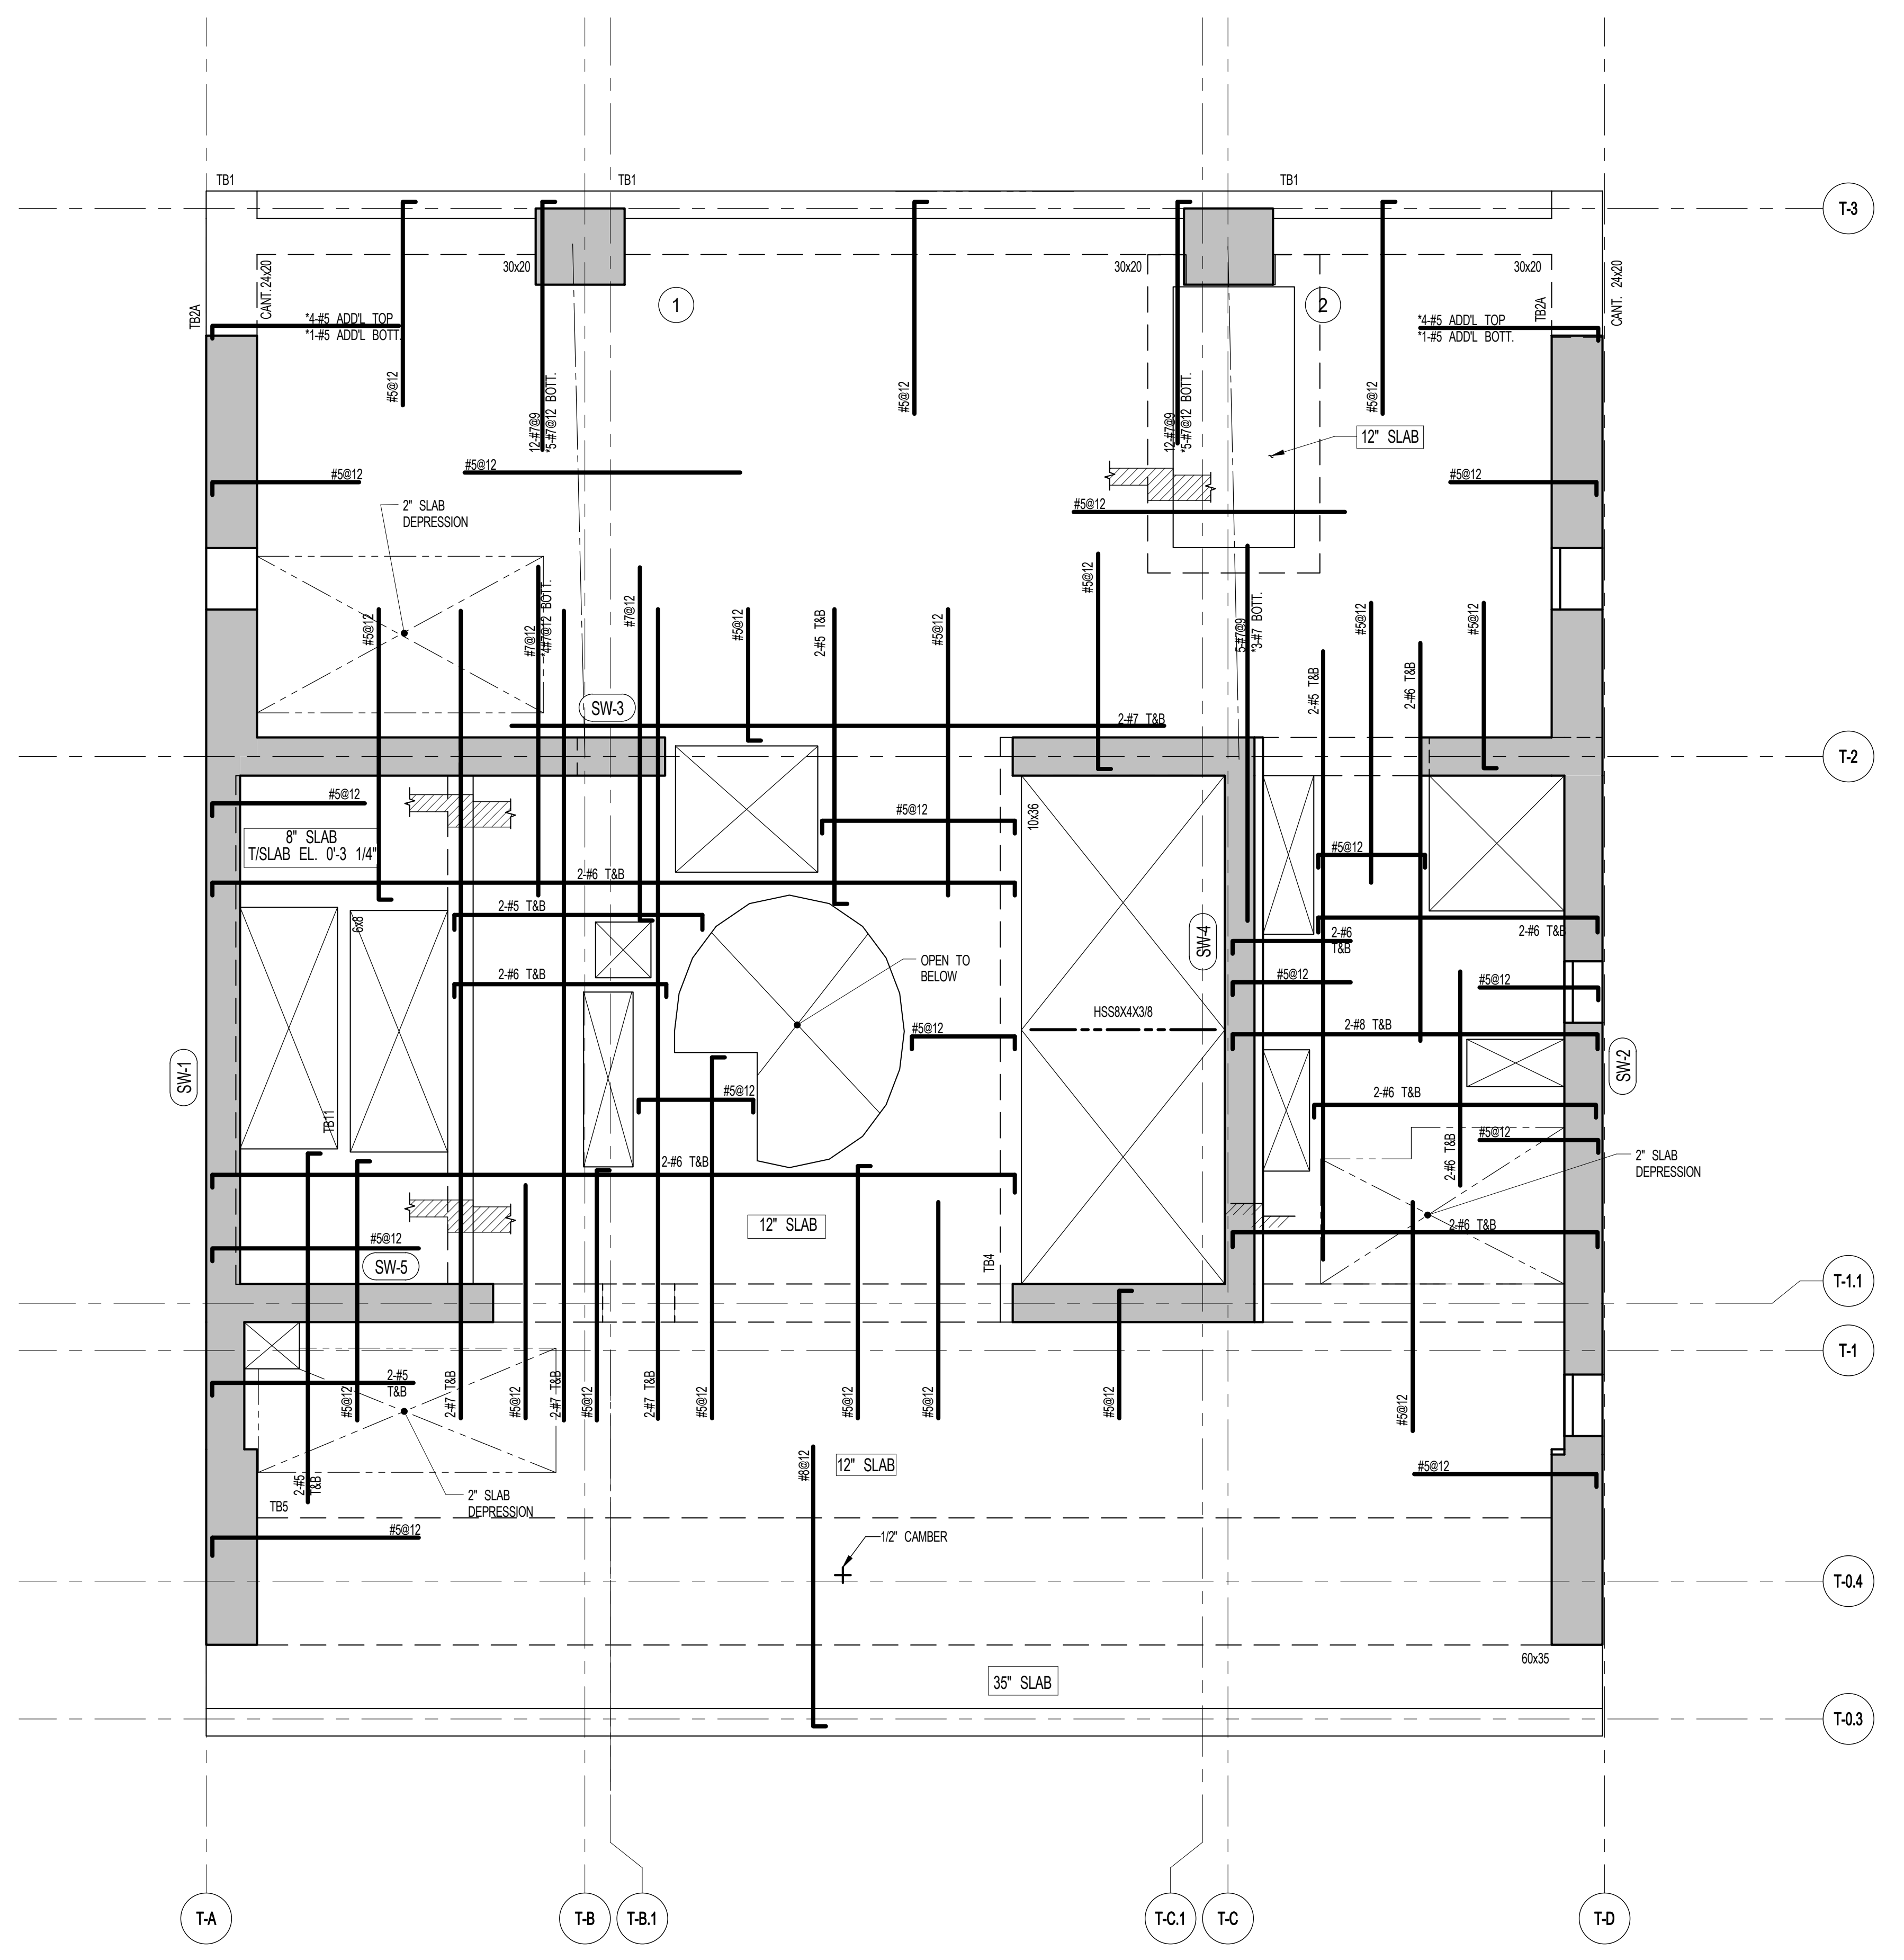 TB1
TB1
TB1
T-3
30x20
30x20
30x20
CANT. 24x20
TB2A
TB2A
CANT. 24x20
1
2
*4-#5 ADD'L TOP
*1-#5 ADD'L BOTT.
*4-#5 ADD'L TOP
*1-#5 ADD'L BOTT.
#5@12
12-#7@9
*5-#7@12 BOTT.
#5@12
12-#7@9
*5-#7@12 BOTT.
#5@12
12" SLAB
#5@12
#5@12
#5@12
#5@12
2" SLAB
DEPRESSION
#5@12
#7@12
*4#7@12 BOTT.
#7@12
#5@12
2-#5 T&B
#5@12
#5@12
5-#7@9
*3-#7 BOTT.
2-#5 T&B
#5@12
2-#6 T&B
#5@12
SW-3
2-#7 T&B
T-2
#5@12
8" SLAB
T/SLAB EL. 0'-3 1/4"
#5@12
10x36
#5@12
2-#6 T&B
2-#5 T&B
6x8
2-#6 T&B
2-#6
T&B
SW-4
OPEN TO
BELOW
2-#6 T&B
#5@12
#5@12
HSS8X4X3/8
#5@12
2-#8 T&B
SW-1
SW-2
TB11
#5@12
2-#6 T&B
#5@12
2-#6 T&B
2" SLAB
DEPRESSION
2-#6 T&B
12" SLAB
2-#6 T&B
#5@12
SW-5
TB4
T-1.1
T-1
2-#5
T&B
#5@12
2-#7 T&B
#5@12
2-#7 T&B
#5@12
2-#7 T&B
#5@12
#5@12
#5@12
#5@12
#5@12
2-#5
T&B
#8@12
12" SLAB
#5@12
TB5
2" SLAB
DEPRESSION
#5@12
1/2" CAMBER
T-0.4
60x35
35" SLAB
T-0.3
T-A
T-B
T-B.1
T-C.1
T-C
T-D